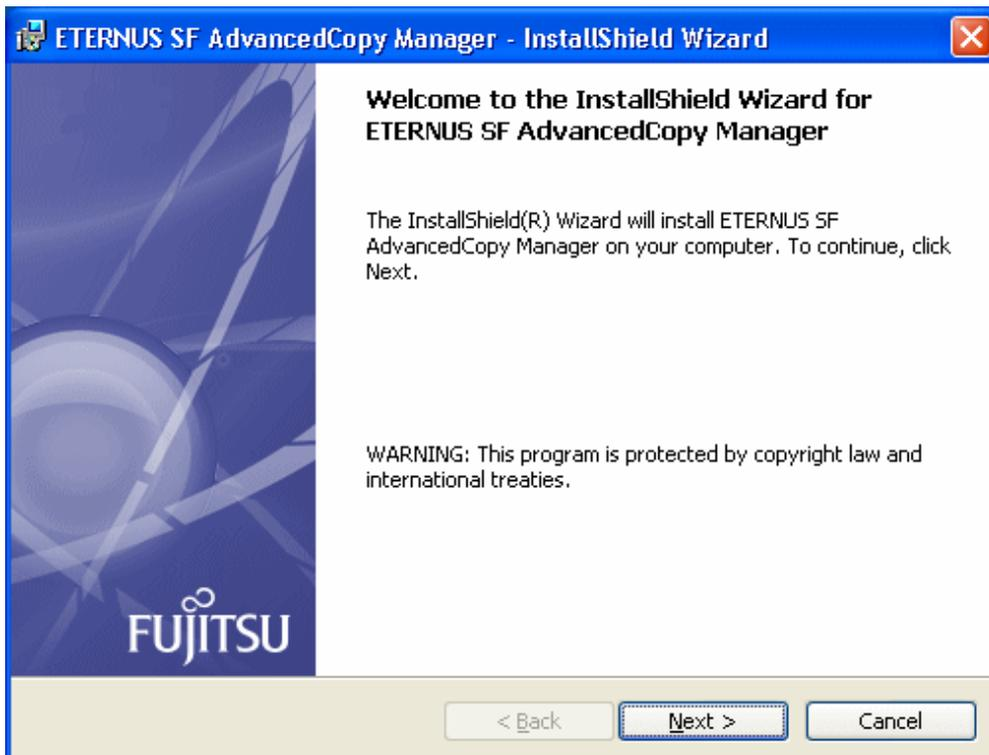 ETERNUS SF AdvancedCopy Manager - InstallShield Wizard
Welcome to the InstallShield Wizard for
ETERNUS SF AdvancedCopy Manager
The InstallShield(R) Wizard will install ETERNUS SF
AdvancedCopy Manager on your computer. To continue, click
Next.
WARNING: This program is protected by copyright law and
international treaties.
FUJITSU
< Back
Next >
Cancel